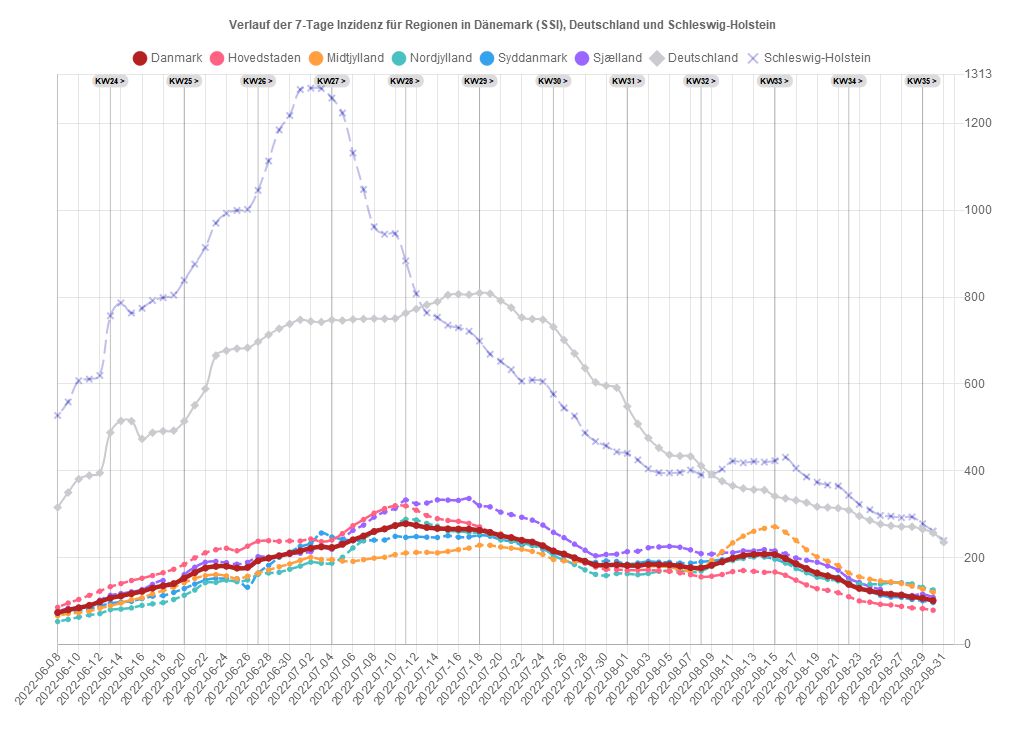 Verlauf der 7-Tage Inzidenz für Regionen in Dänemark (SSI), Deutschland und Schleswig-Holstein
Danmark Hovedstaden Midtjylland Nordjylland Syddanmark Sjælland Deutschland Schleswig-Holstein
KW24 > KW25 > KW26 > KW27 > KW28 > KW29 > KW30 > KW31 > KW32 > KW33 > KW34 > KW35 >
1313
1200
1000
800
600
400
200
0
2022-06-08 2022-06-10 2022-06-12 2022-06-14 2022-06-16 2022-06-18 2022-06-20 2022-06-22 2022-06-24 2022-06-26 2022-06-28 2022-06-30 2022-07-02 2022-07-04 2022-07-06 2022-07-08 2022-07-10 2022-07-12 2022-07-14 2022-07-16 2022-07-18 2022-07-20 2022-07-22 2022-07-24 2022-07-26 2022-07-28 2022-07-30 2022-08-01 2022-08-03 2022-08-05 2022-08-07 2022-08-09 2022-08-11 2022-08-13 2022-08-15 2022-08-17 2022-08-19 2022-08-21 2022-08-23 2022-08-25 2022-08-27 2022-08-29 2022-08-31